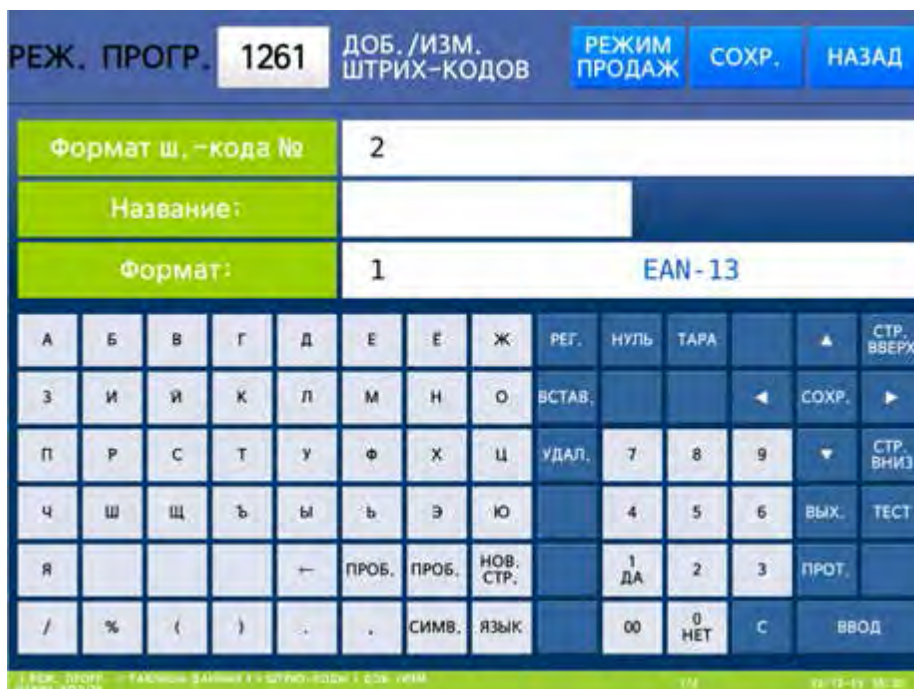 РЕЖ. ПРОГР. 1261 ДОБ./ИЗМ. ШТРИХ-КОДОВ РЕЖИМ ПРОДАЖ СОХР. НАЗАД
Формат ш.-кода № 2
Название:
Формат: 1 EAN-13
А Б В Г Д Е Ё Ж РЕГ. НУЛЬ ТАРА ▲ СТР. ВВЕРХ
З И Й К Л М Н О ВСТАВ. ◀ СОХР. ▶
П Р С Т У Ф Х Ц УДАЛ. 7 8 9 ▼ СТР. ВНИЗ
Ч Ш Щ Ъ Ы Ь Э Ю 4 5 6 ВЫХ. ТЕСТ
Я ← ПРОБ. ПРОБ. НОВ. СТР. 1 ДА 2 3 ПРОТ.
/ % ( ) . СИМВ. ЯЗЫК 00 0 НЕТ С ВВОД